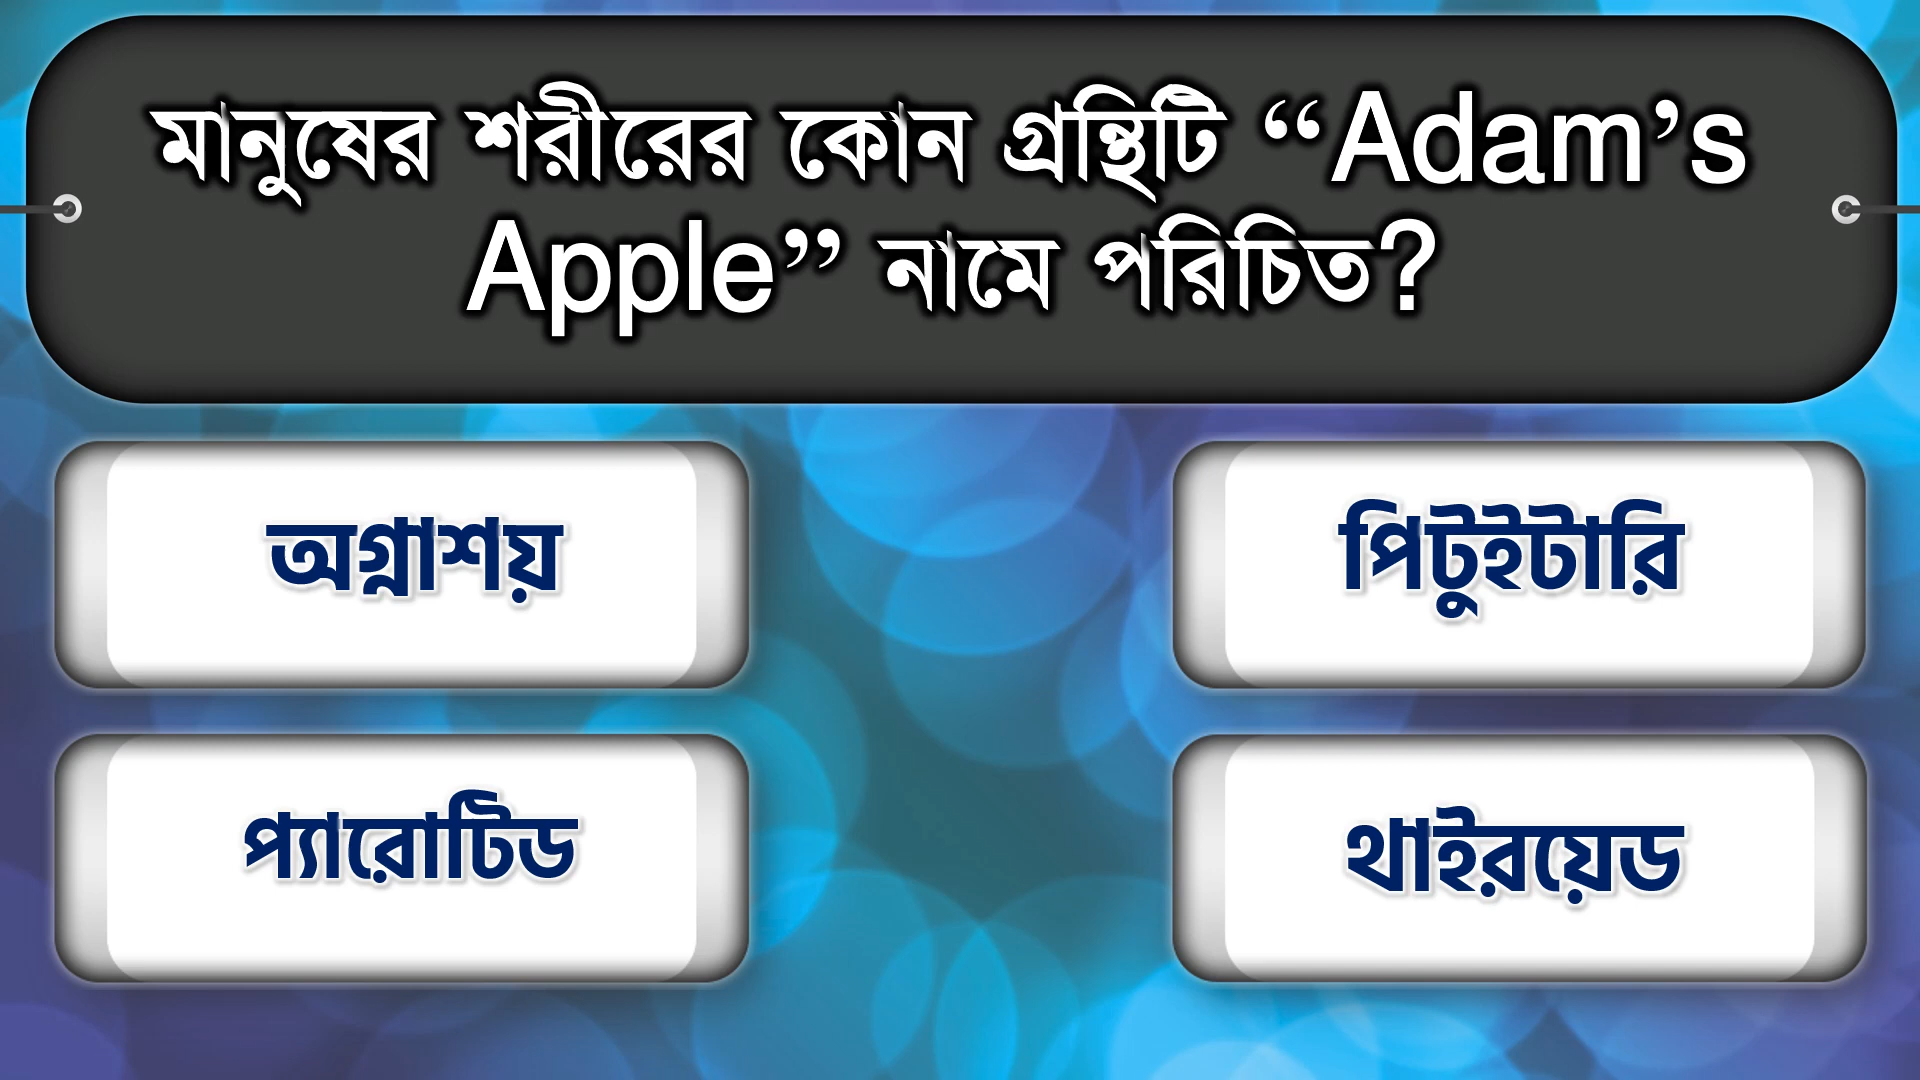 মানুষের শরীরের কোন গ্রন্থিটি “Adam’s
Apple” নামে পরিচিত?
অগ্নাশয়
পিটুইটারি
প্যারোটিড
থাইরয়েড